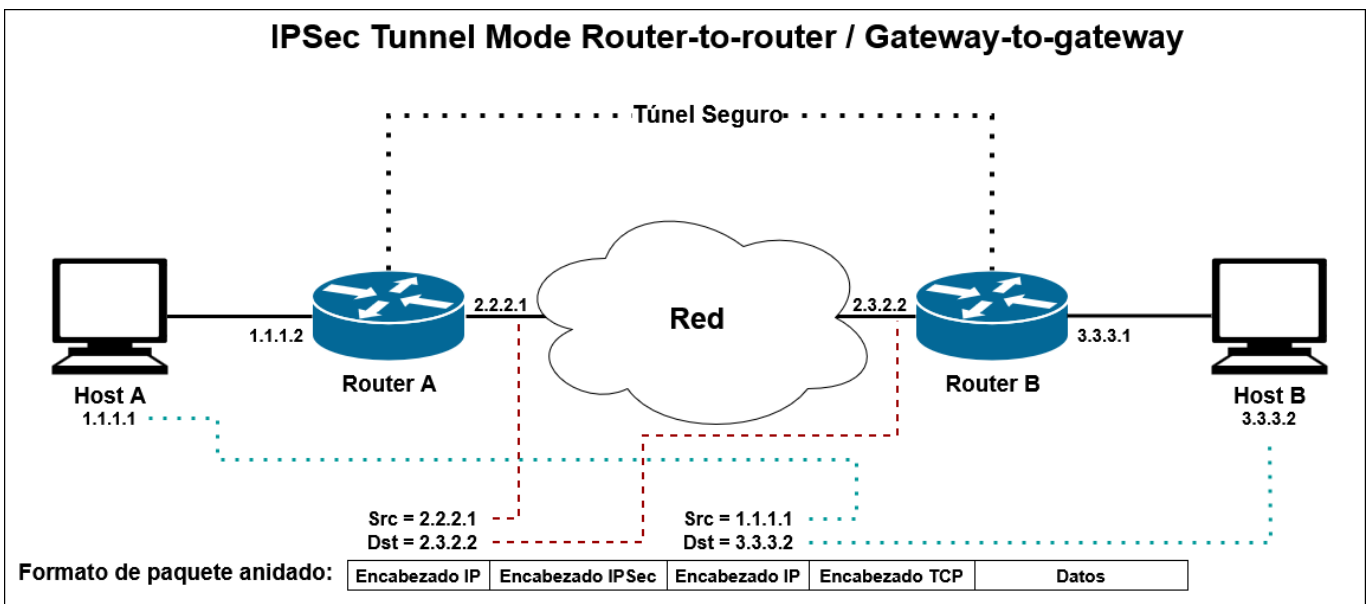 IPSec Tunnel Mode Router-to-router / Gateway-to-gateway
Túnel Seguro
2.2.2.1
2.3.2.2
Red
1.1.1.2
3.3.3.1
Router A
Router B
Host A
1.1.1.1
Host B
3.3.3.2
Src = 2.2.2.1
Dst = 2.3.2.2
Src = 1.1.1.1
Dst = 3.3.3.2
Formato de paquete anidado:
Encabezado IP
Encabezado IPSec
Encabezado IP
Encabezado TCP
Datos